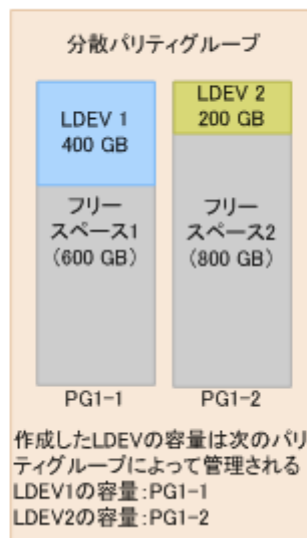 分散パリティグループ
LDEV 1
400 GB
LDEV 2
200 GB
フリー
スペース1
(600 GB)
フリー
スペース2
(800 GB)
PG1-1
PG1-2
作成したLDEVの容量は次のパリ
ティグループによって管理される
LDEV1の容量:PG1-1
LDEV2の容量:PG1-2